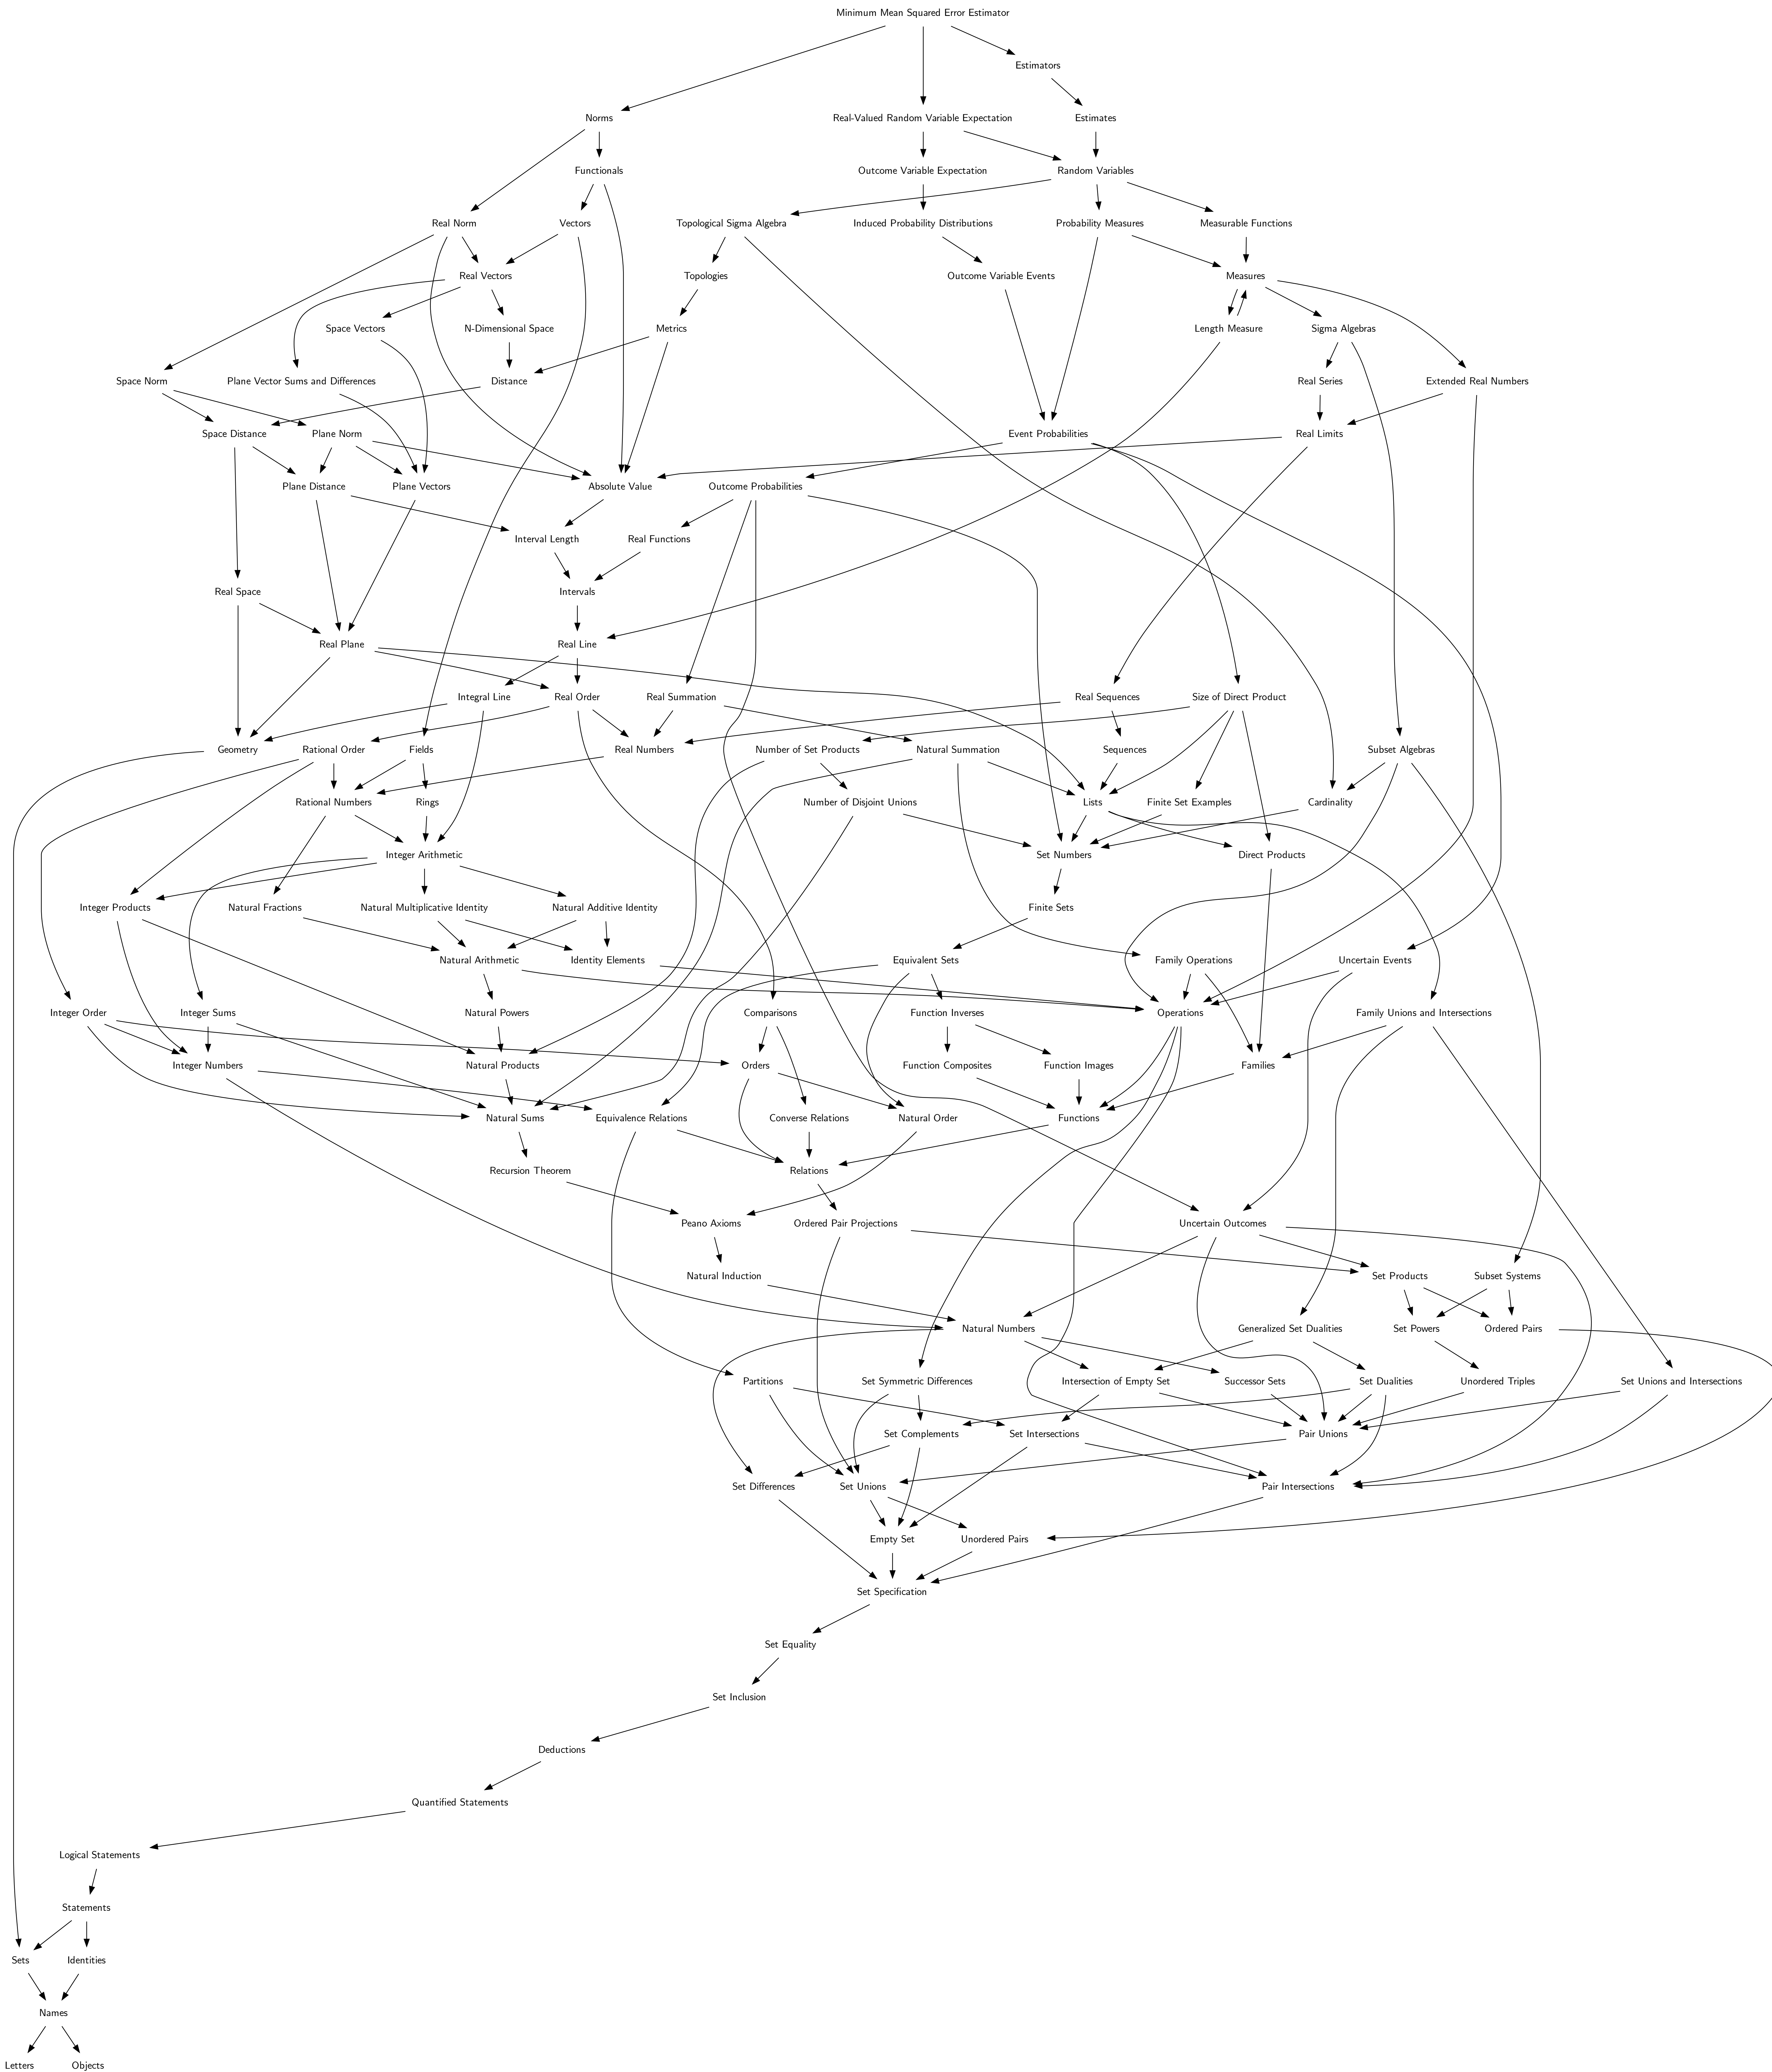 Minimum Mean Squared Error Estimator
Estimators
Norms
Real-Valued Random Variable Expectation
Estimates
Functionals
Outcome Variable Expectation
Random Variables
Real Norm
Vectors
Topological Sigma Algebra
Induced Probability Distributions
Probability Measures
Measurable Functions
Real Vectors
Topologies
Outcome Variable Events
Measures
Space Vectors
N-Dimensional Space
Metrics
Length Measure
Sigma Algebras
Space Norm
Plane Vector Sums and Differences
Distance
Real Series
Extended Real Numbers
Space Distance
Plane Norm
Event Probabilities
Real Limits
Plane Distance
Plane Vectors
Absolute Value
Outcome Probabilities
Interval Length
Real Functions
Real Space
Intervals
Real Plane
Real Line
Integral Line
Real Order
Real Summation
Real Sequences
Size of Direct Product
Geometry
Rational Order
Fields
Real Numbers
Number of Set Products
Natural Summation
Sequences
Subset Algebras
Rational Numbers
Rings
Number of Disjoint Unions
Lists
Finite Set Examples
Cardinality
Integer Arithmetic
Set Numbers
Direct Products
Integer Products
Natural Fractions
Natural Multiplicative Identity
Natural Additive Identity
Finite Sets
Natural Arithmetic
Identity Elements
Equivalent Sets
Family Operations
Uncertain Events
Integer Order
Integer Sums
Natural Powers
Comparisons
Function Inverses
Operations
Family Unions and Intersections
Integer Numbers
Natural Products
Orders
Function Composites
Function Images
Families
Natural Sums
Equivalence Relations
Converse Relations
Natural Order
Functions
Recursion Theorem
Relations
Peano Axioms
Ordered Pair Projections
Uncertain Outcomes
Natural Induction
Set Products
Subset Systems
Natural Numbers
Generalized Set Dualities
Set Powers
Ordered Pairs
Partitions
Set Symmetric Differences
Intersection of Empty Set
Successor Sets
Set Dualities
Unordered Triples
Set Unions and Intersections
Set Complements
Set Intersections
Pair Unions
Set Differences
Set Unions
Pair Intersections
Empty Set
Unordered Pairs
Set Specification
Set Equality
Set Inclusion
Deductions
Quantified Statements
Logical Statements
Statements
Sets
Identities
Names
Letters
Objects